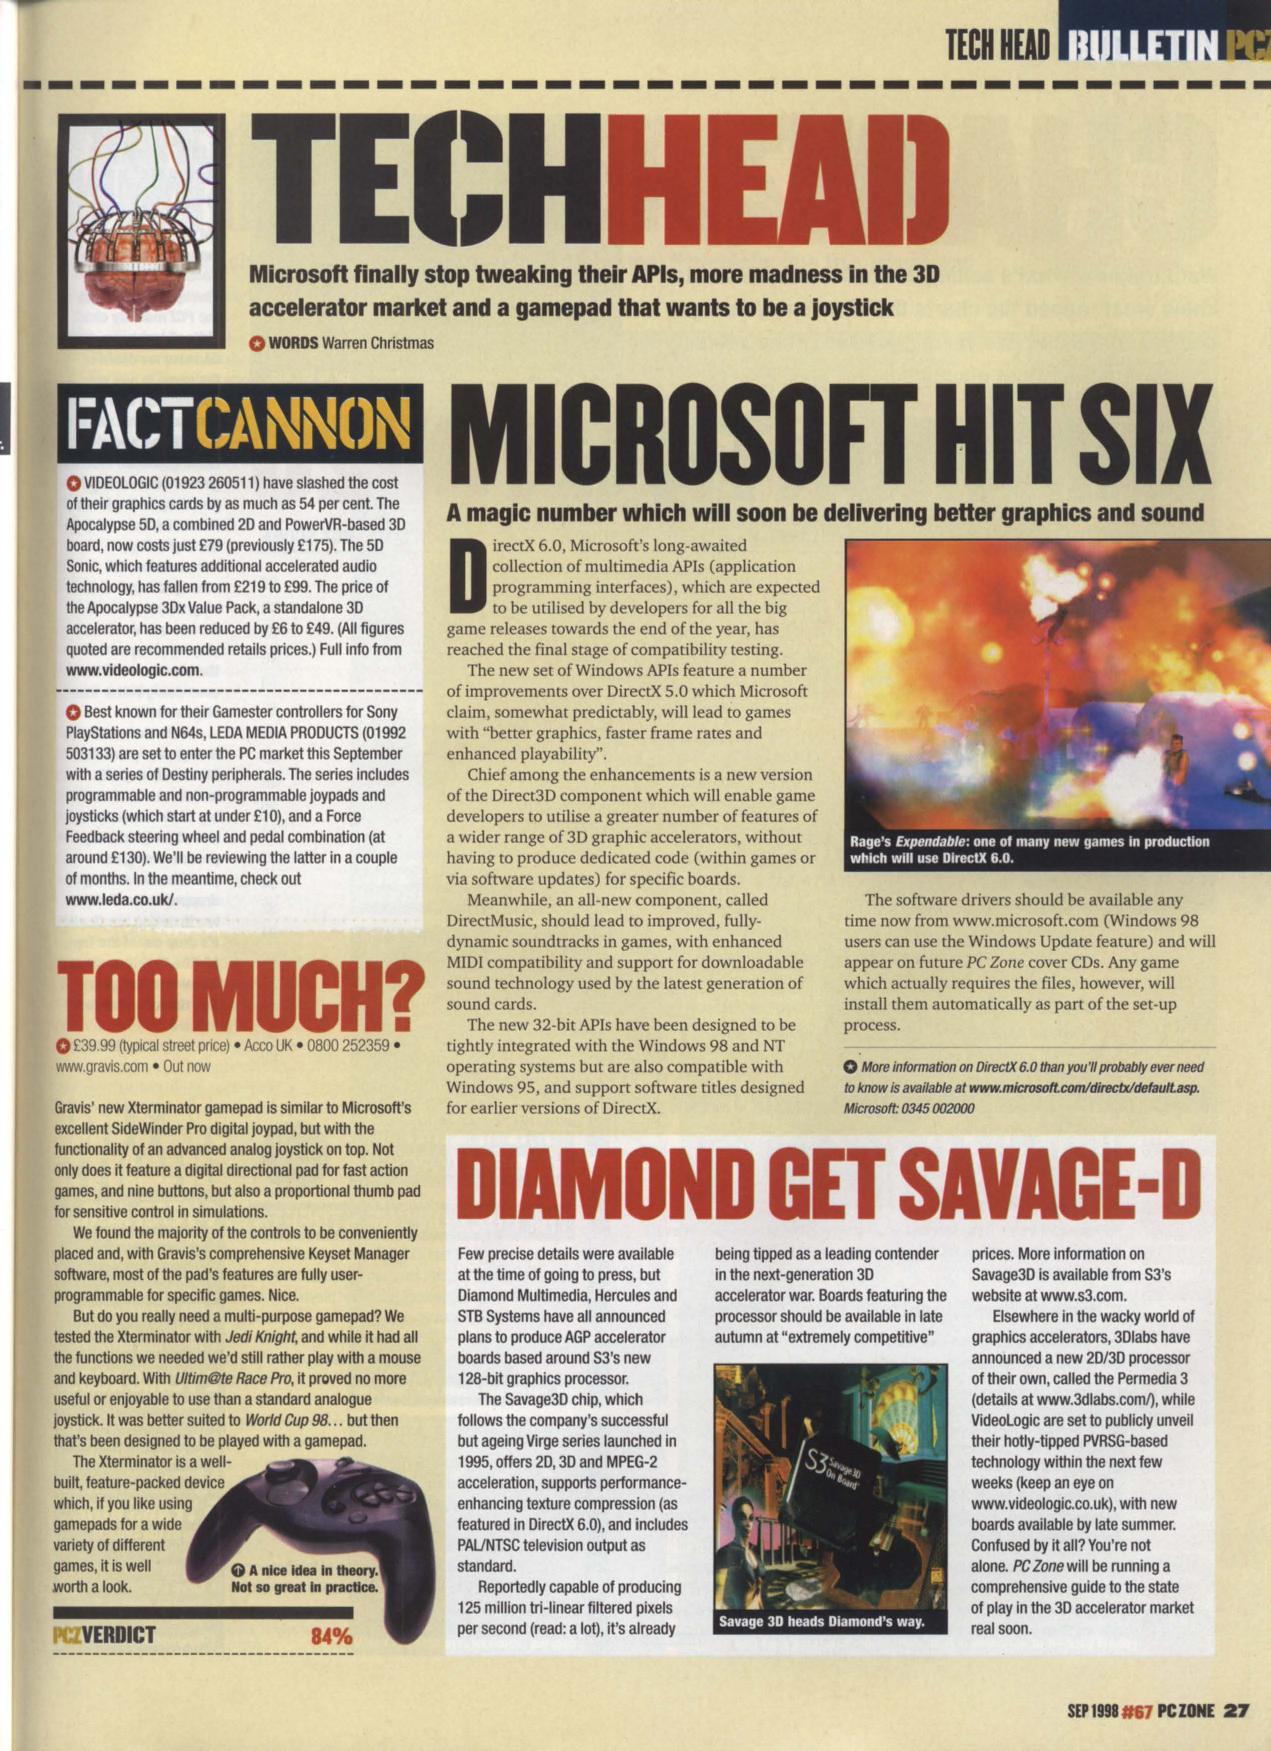 TECH HEAD BULLETIN PCZ
TECHHEAD
Microsoft finally stop tweaking their APIs, more madness in the 3D
accelerator market and a gamepad that wants to be a joystick
WORDS Warren Christmas
FACTCANNON
VIDEOLOGIC (01923 260511) have slashed the cost
of their graphics cards by as much as 54 per cent. The
Apocalypse 5D, a combined 2D and PowerVR-based 3D
board, now costs just £79 (previously £175). The 5D
Sonic, which features additional accelerated audio
technology, has fallen from £219 to £99. The price of
the Apocalypse 3Dx Value Pack, a standalone 3D
accelerator, has been reduced by £6 to £49. (All figures
quoted are recommended retails prices.) Full info from
www.videologic.com.
Best known for their Gamester controllers for Sony
PlayStations and N64s, LEDA MEDIA PRODUCTS (01992
503133) are set to enter the PC market this September
with a series of Destiny peripherals. The series includes
programmable and non-programmable joypads and
joysticks (which start at under £10), and a Force
Feedback steering wheel and pedal combination (at
around £130). We'll be reviewing the latter in a couple
of months. In the meantime, check out
www.leda.co.uk/.
TOO MUCH?
£39.99 (typical street price) • Acco UK • 0800 252359 •
www.gravis.com • Out now
Gravis' new Xterminator gamepad is similar to Microsoft's
excellent SideWinder Pro digital joypad, but with the
functionality of an advanced analog joystick on top. Not
only does it feature a digital directional pad for fast action
games, and nine buttons, but also a proportional thumb pad
for sensitive control in simulations.
We found the majority of the controls to be conveniently
placed and, with Gravis's comprehensive Keyset Manager
software, most of the pad's features are fully user-
programmable for specific games. Nice.
But do you really need a multi-purpose gamepad? We
tested the Xterminator with Jedi Knight, and while it had all
the functions we needed we'd still rather play with a mouse
and keyboard. With Ultim@te Race Pro, it proved no more
useful or enjoyable to use than a standard analogue
joystick. It was better suited to World Cup 98... but then
that's been designed to be played with a gamepad.
The Xterminator is a well-
built, feature-packed device
which, if you like using
gamepads for a wide
variety of different
games, it is well
worth a look.
A nice idea in theory.
Not so great in practice.
PCZVERDICT 84%
MICROSOFT HIT SIX
A magic number which will soon be delivering better graphics and sound
DirectX 6.0, Microsoft's long-awaited
collection of multimedia APIs (application
programming interfaces), which are expected
to be utilised by developers for all the big
game releases towards the end of the year, has
reached the final stage of compatibility testing.
The new set of Windows APIs feature a number
of improvements over DirectX 5.0 which Microsoft
claim, somewhat predictably, will lead to games
with "better graphics, faster frame rates and
enhanced playability".
Chief among the enhancements is a new version
of the Direct3D component which will enable game
developers to utilise a greater number of features of
a wider range of 3D graphic accelerators, without
having to produce dedicated code (within games or
via software updates) for specific boards.
Meanwhile, an all-new component, called
DirectMusic, should lead to improved, fully-
dynamic soundtracks in games, with enhanced
MIDI compatibility and support for downloadable
sound technology used by the latest generation of
sound cards.
The new 32-bit APIs have been designed to be
tightly integrated with the Windows 98 and NT
operating systems but are also compatible with
Windows 95, and support software titles designed
for earlier versions of DirectX.
Rage's Expendable: one of many new games in production
which will use DirectX 6.0.
The software drivers should be available any
time now from www.microsoft.com (Windows 98
users can use the Windows Update feature) and will
appear on future PC Zone cover CDs. Any game
which actually requires the files, however, will
install them automatically as part of the set-up
process.
More information on DirectX 6.0 than you'll probably ever need
to know is available at www.microsoft.com/directx/default.asp.
Microsoft: 0345 002000
DIAMOND GET SAVAGE-D
Few precise details were available
at the time of going to press, but
Diamond Multimedia, Hercules and
STB Systems have all announced
plans to produce AGP accelerator
boards based around S3's new
128-bit graphics processor.
The Savage3D chip, which
follows the company's successful
but ageing Virge series launched in
1995, offers 2D, 3D and MPEG-2
acceleration, supports performance-
enhancing texture compression (as
featured in DirectX 6.0), and includes
PAL/NTSC television output as
standard.
Reportedly capable of producing
125 million tri-linear filtered pixels
per second (read: a lot), it's already
being tipped as a leading contender
in the next-generation 3D
accelerator war. Boards featuring the
processor should be available in late
autumn at "extremely competitive"
S3 Savage3D
On Board
Savage 3D heads Diamond's way.
prices. More information on
Savage3D is available from S3's
website at www.s3.com.
Elsewhere in the wacky world of
graphics accelerators, 3Dlabs have
announced a new 2D/3D processor
of their own, called the Permedia 3
(details at www.3dlabs.com/), while
VideoLogic are set to publicly unveil
their hotly-tipped PVRSG-based
technology within the next few
weeks (keep an eye on
www.videologic.co.uk), with new
boards available by late summer.
Confused by it all? You're not
alone. PC Zone will be running a
comprehensive guide to the state
of play in the 3D accelerator market
real soon.
SEP 1998 #67 PC ZONE 27